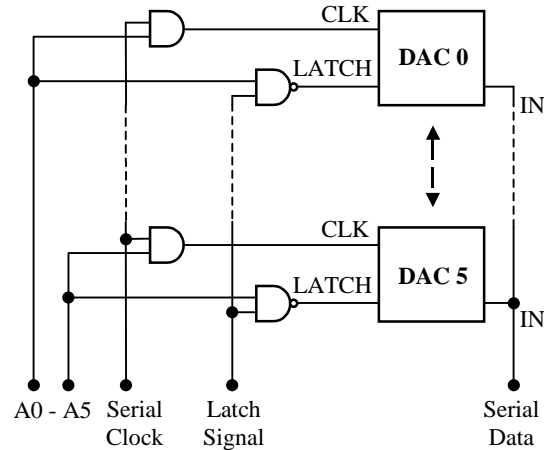 CLK
DAC 0
LATCH
IN
CLK
DAC 5
LATCH
IN
A0 - A5
Serial
Clock
Latch
Signal
Serial
Data